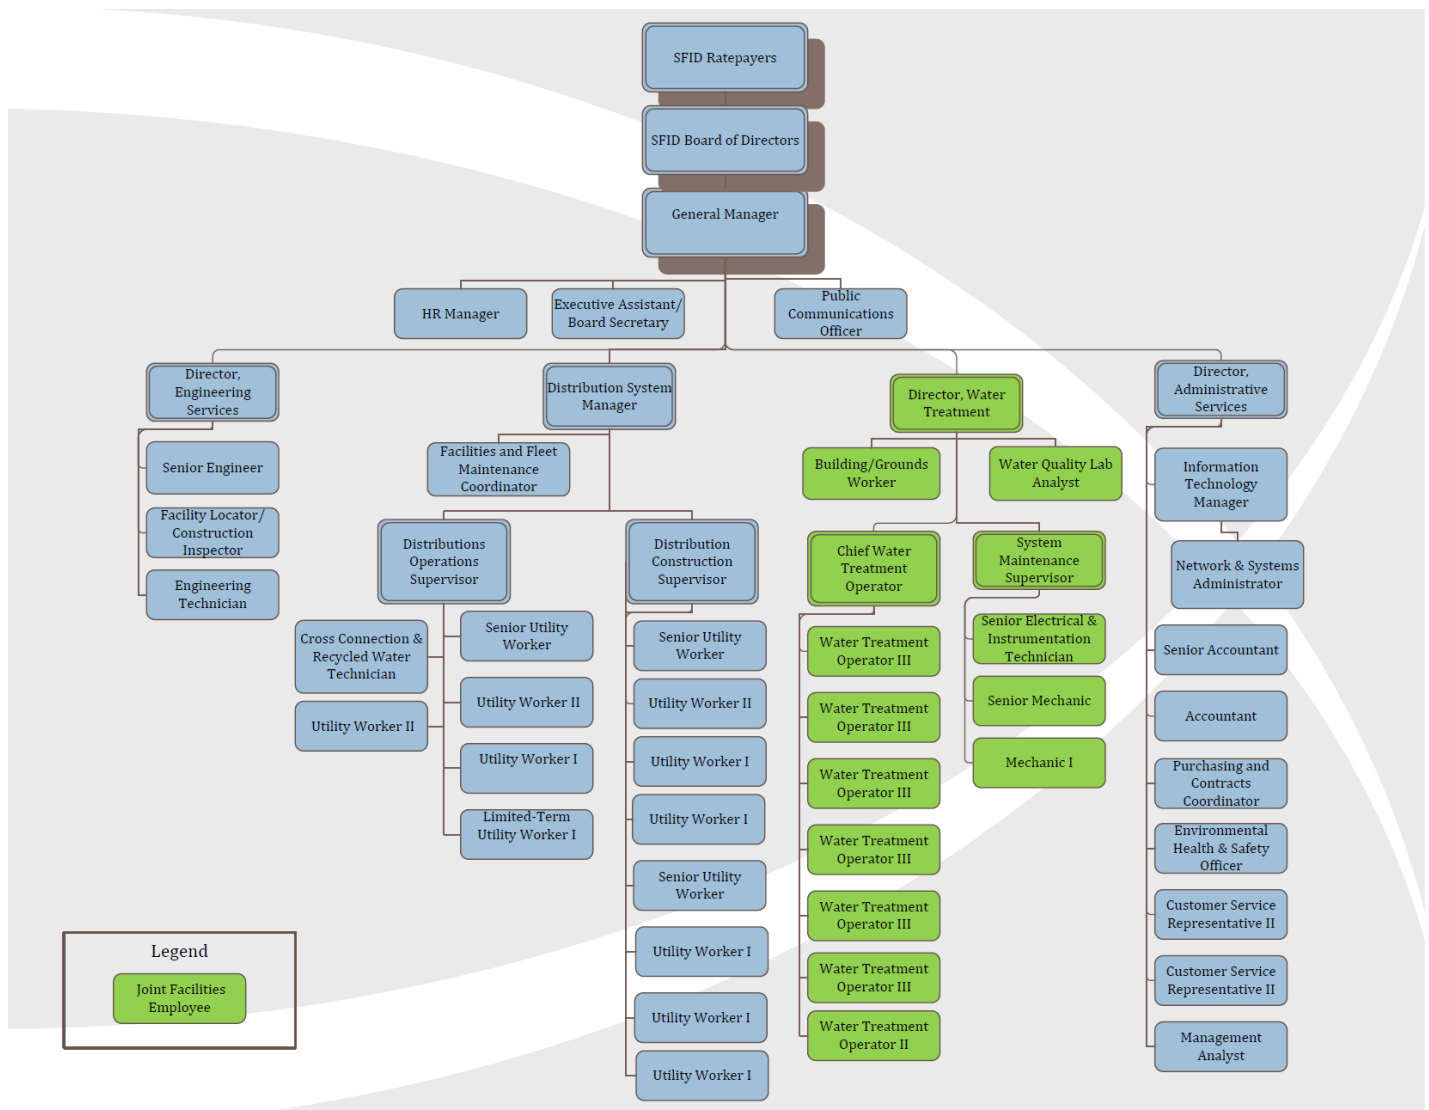 SFID Ratepayers
SFID Board of Directors
General Manager
HR Manager
Executive Assistant/
Board Secretary
Public
Communications
Officer
Director,
Engineering
Services
Senior Engineer
Facility Locator/
Construction
Inspector
Engineering
Technician
Distribution System
Manager
Facilities and Fleet
Maintenance
Coordinator
Distributions
Operations
Supervisor
Cross Connection &
Recycled Water
Technician
Utility Worker II
Senior Utility
Worker
Utility Worker II
Utility Worker I
Limited-Term
Utility Worker I
Distribution
Construction
Supervisor
Senior Utility
Worker
Utility Worker II
Utility Worker I
Utility Worker I
Senior Utility
Worker
Utility Worker I
Utility Worker I
Utility Worker I
Director, Water
Treatment
Building/Grounds
Worker
Water Quality Lab
Analyst
Chief Water
Treatment
Operator
Water Treatment
Operator III
Water Treatment
Operator III
Water Treatment
Operator III
Water Treatment
Operator III
Water Treatment
Operator III
Water Treatment
Operator III
Water Treatment
Operator II
System
Maintenance
Supervisor
Senior Electrical &
Instrumentation
Technician
Senior Mechanic
Mechanic I
Director,
Administrative
Services
Information
Technology
Manager
Network & Systems
Administrator
Senior Accountant
Accountant
Purchasing and
Contracts
Coordinator
Environmental
Health & Safety
Officer
Customer Service
Representative II
Customer Service
Representative II
Management
Analyst
Legend
Joint Facilities
Employee